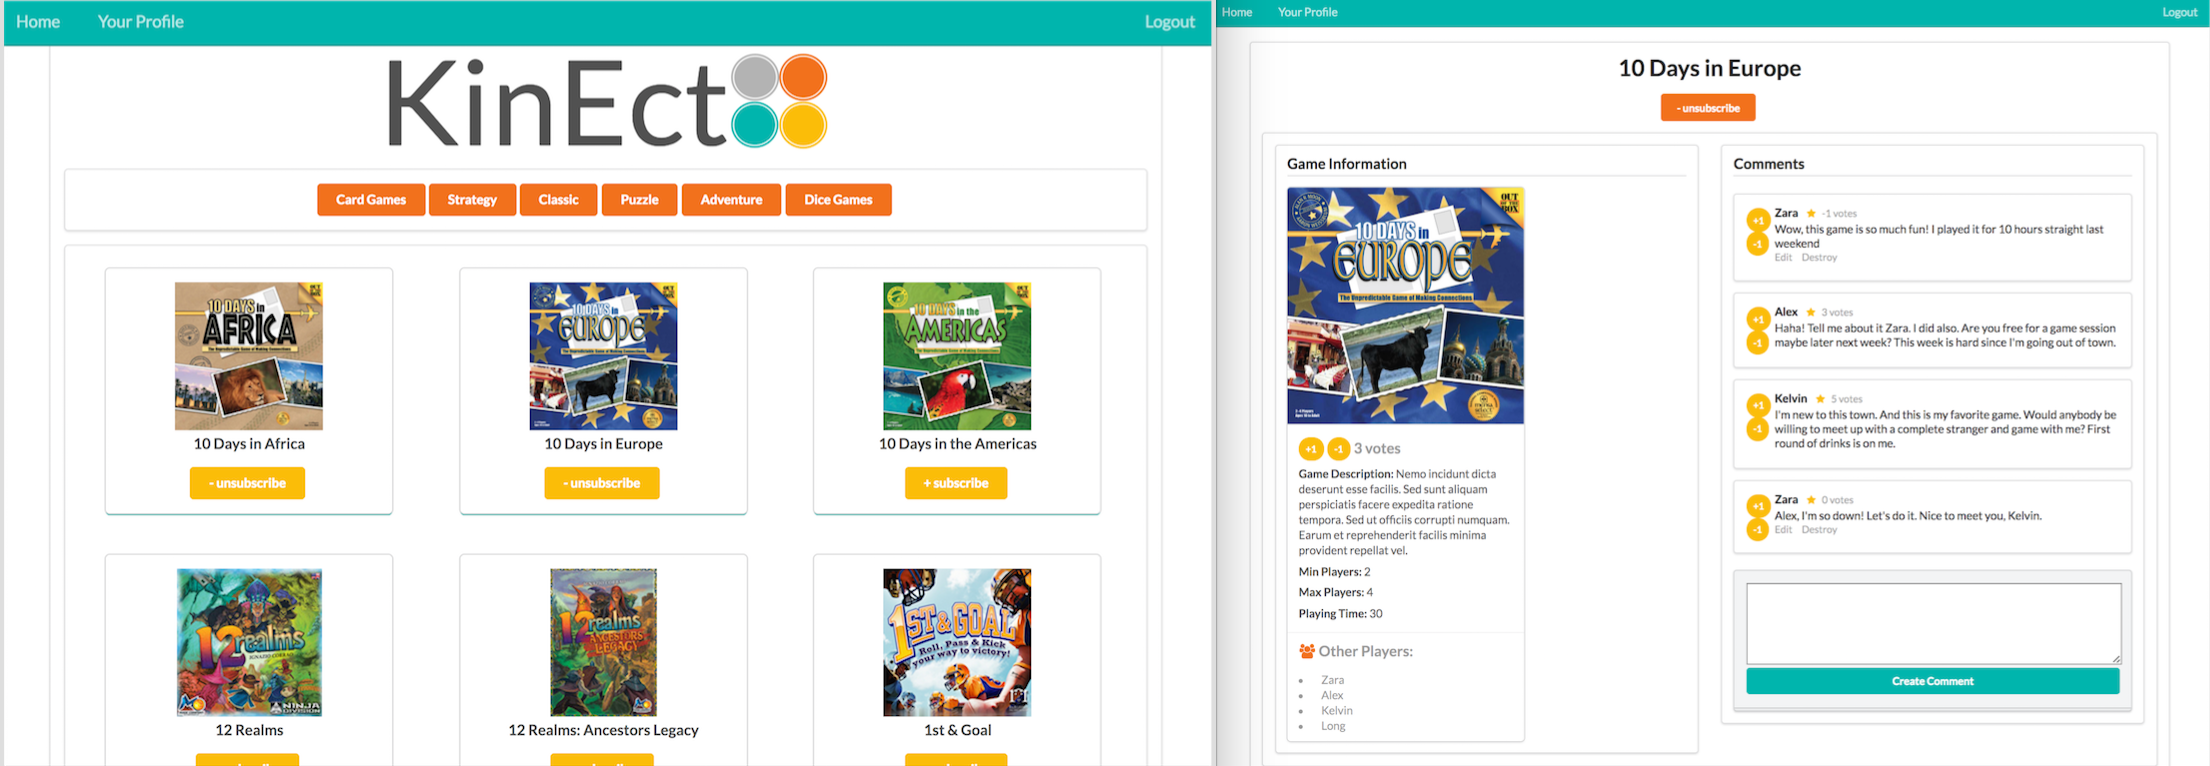 Home
Your Profile
Logout
KinEct
Card Games
Strategy
Classic
Puzzle
Adventure
Dice Games
10 DAYS in
AFRICA
10 Days in Africa
- unsubscribe
10 DAYS in
EUROPE
10 Days in Europe
- unsubscribe
10 DAYS in the
AMERICAS
10 Days in the Americas
+ subscribe
12 realms
NINJA
DIVISION
12 Realms
12 realms
ANCESTORS
LEGACY
12 Realms: Ancestors Legacy
1ST & GOAL
Roll, Pass & Kick
your way to victory!
1st & Goal
Home
Your Profile
Logout
10 Days in Europe
- unsubscribe
Game Information
OUT
OF THE
BOX
10 DAYS in
EUROPE
The Unpredictable Game of Making Connections
+1
-1
3 votes
Game Description: Nemo incidunt dicta
deserunt esse facilis. Sed sunt aliquam
perspiciatis facere expedita ratione
tempora. Sed ut officiis corrupti numquam.
Earum et reprehenderit facilis minima
provident repellat vel.
Min Players: 2
Max Players: 4
Playing Time: 30
Other Players:
Zara
Alex
Kelvin
Long
Comments
+1
-1
Zara -1 votes
Wow, this game is so much fun! I played it for 10 hours straight last
weekend
Edit Destroy
+1
-1
Alex 3 votes
Haha! Tell me about it Zara. I did also. Are you free for a game session
maybe later next week? This week is hard since I'm going out of town.
+1
-1
Kelvin 5 votes
I'm new to this town. And this is my favorite game. Would anybody be
willing to meet up with a complete stranger and game with me? First
round of drinks is on me.
+1
-1
Zara 0 votes
Alex, I'm so down! Let's do it. Nice to meet you, Kelvin.
Edit Destroy
Create Comment